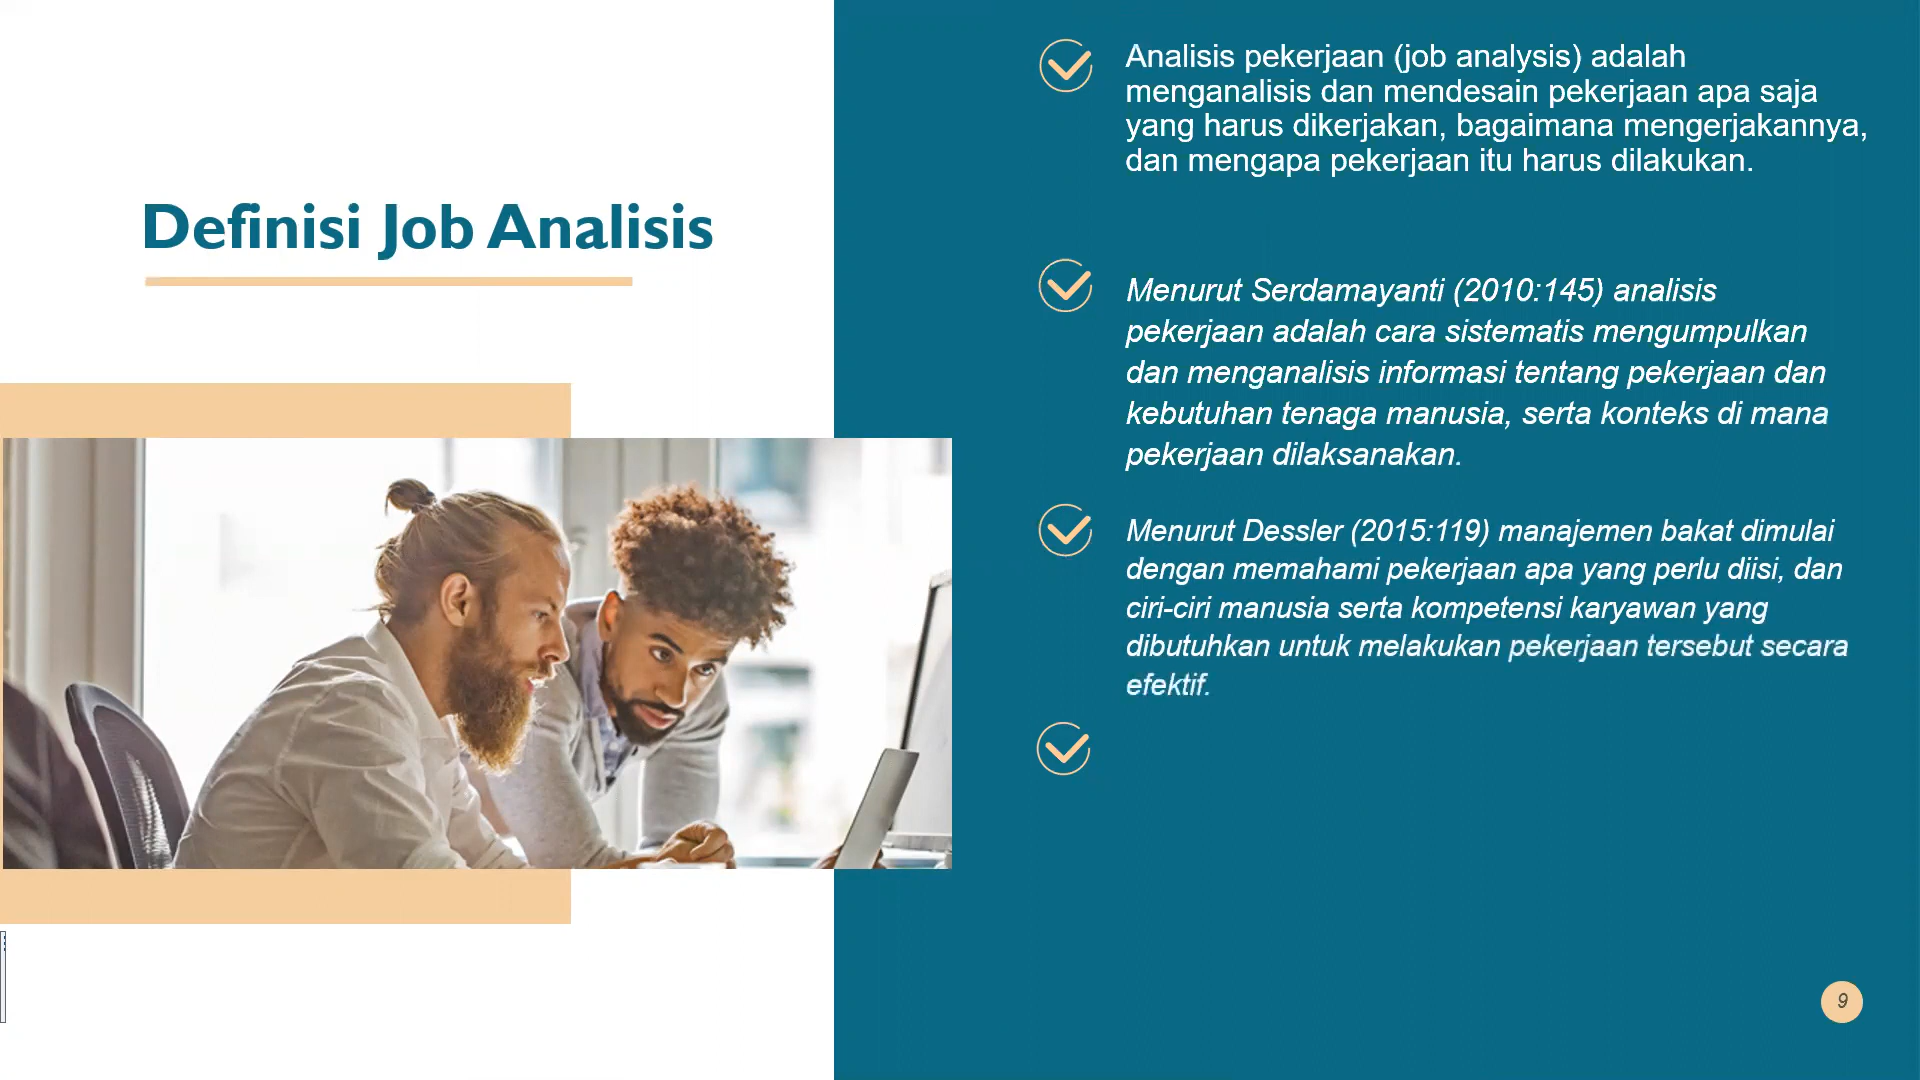 Definisi Job Analisis
Analisis pekerjaan (job analysis) adalah
menganalisis dan mendesain pekerjaan apa saja
yang harus dikerjakan, bagaimana mengerjakannya,
dan mengapa pekerjaan itu harus dilakukan.
Menurut Serdamayanti (2010:145) analisis
pekerjaan adalah cara sistematis mengumpulkan
dan menganalisis informasi tentang pekerjaan dan
kebutuhan tenaga manusia, serta konteks di mana
pekerjaan dilaksanakan.
Menurut Dessler (2015:119) manajemen bakat dimulai
dengan memahami pekerjaan apa yang perlu diisi, dan
ciri-ciri manusia serta kompetensi karyawan yang
dibutuhkan untuk melakukan pekerjaan tersebut secara
efektif.
9